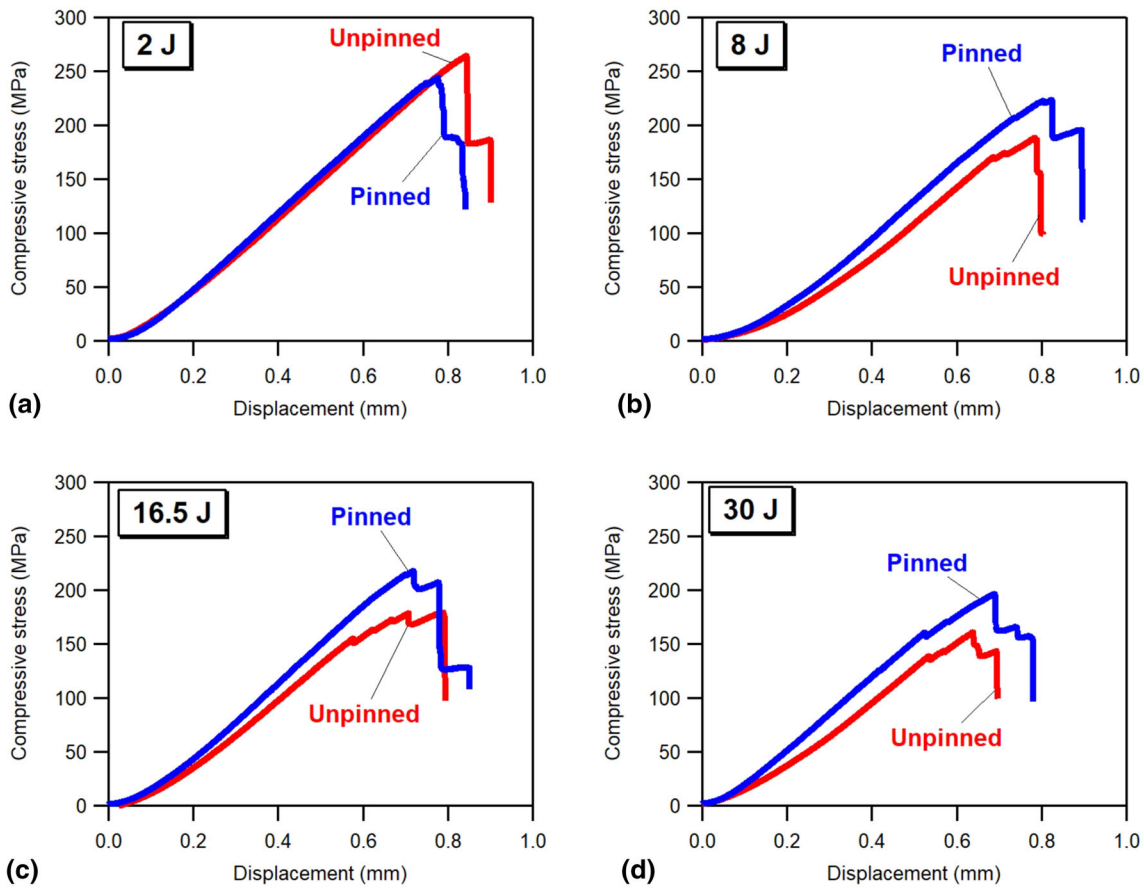 2 J
Unpinned
Pinned
Compressive stress (MPa)
300
250
200
150
100
50
0
0.0 0.2 0.4 0.6 0.8 1.0
Displacement (mm)
(a)
8 J
Pinned
Unpinned
Compressive stress (MPa)
300
250
200
150
100
50
0
0.0 0.2 0.4 0.6 0.8 1.0
Displacement (mm)
(b)
16.5 J
Pinned
Unpinned
Compressive stress (MPa)
300
250
200
150
100
50
0
0.0 0.2 0.4 0.6 0.8 1.0
Displacement (mm)
(c)
30 J
Pinned
Unpinned
Compressive stress (MPa)
300
250
200
150
100
50
0
0.0 0.2 0.4 0.6 0.8 1.0
Displacement (mm)
(d)